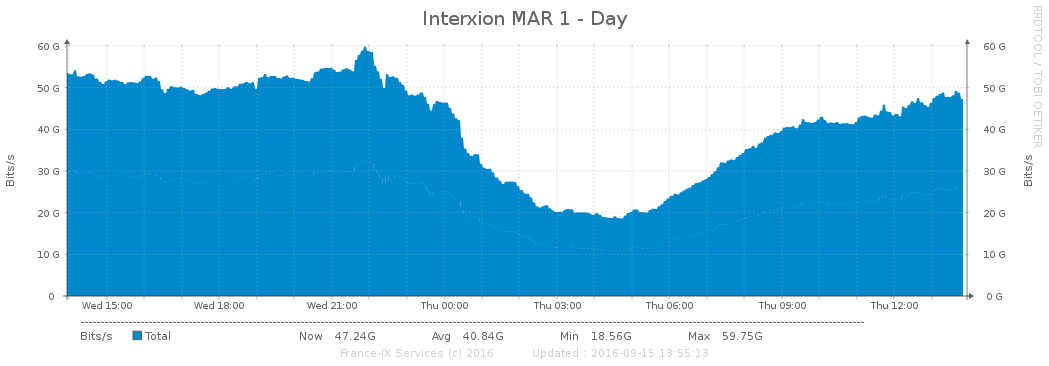 Interxion MAR 1 - Day
RRDTOOL / TOBI OETIKER
Bits/s
60 G
50 G
40 G
30 G
20 G
10 G
0
60 G
50 G
40 G
30 G
20 G
10 G
0 G
Bits/s
Wed 15:00 Wed 18:00 Wed 21:00 Thu 00:00 Thu 03:00 Thu 06:00 Thu 09:00 Thu 12:00
Bits/s Total Now 47.24G Avg 40.84G Min 18.56G Max 59.75G
France-IX Services (c) 2016 Updated : 2016-09-15 13:55:13